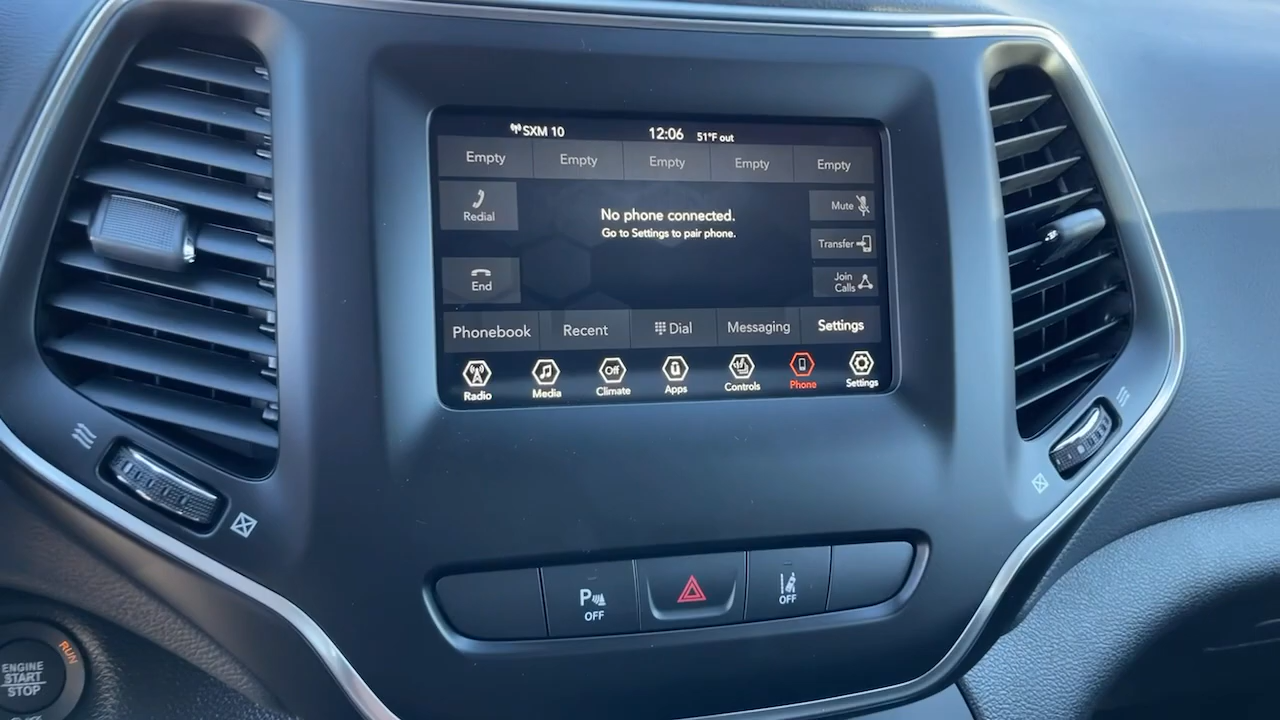 SXM 10 12:06 51°F out
Empty Empty Empty Empty Empty
Redial
No phone connected.
Go to Settings to pair phone.
Mute
Transfer
End
Join
Calls
Phonebook Recent Dial Messaging Settings
Off
Radio Media Climate Apps Controls Phone Settings
P
OFF
OFF
RUN
ENGINE
START
STOP